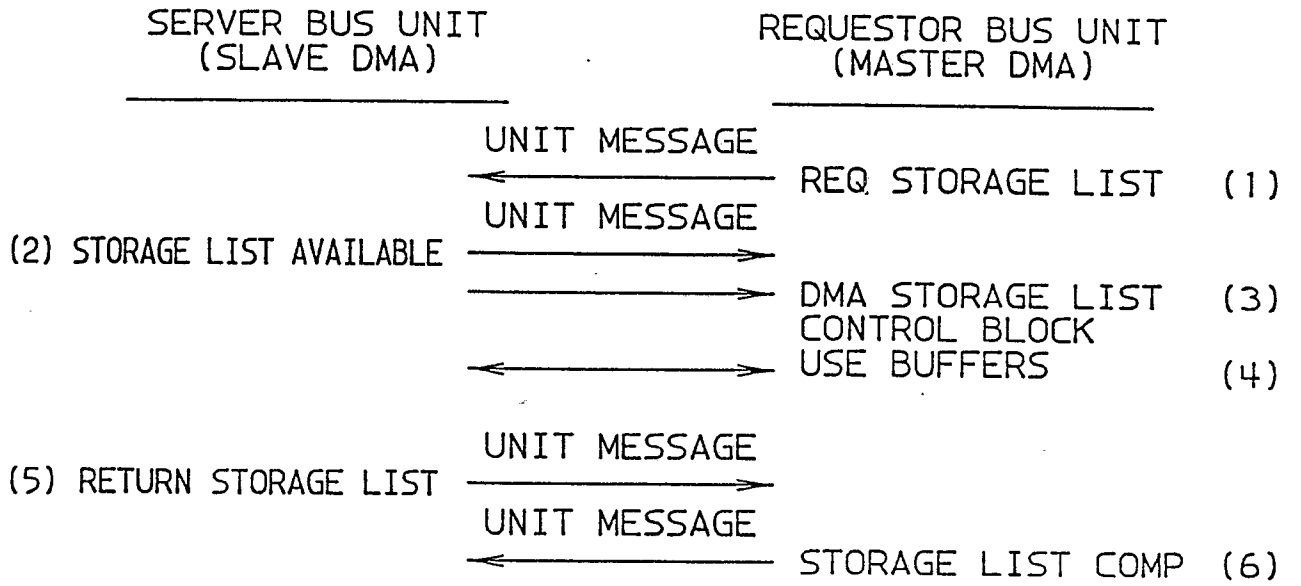 SERVER BUS UNIT
(SLAVE DMA)
REQUESTOR BUS UNIT
(MASTER DMA)
UNIT MESSAGE
REQ STORAGE LIST (1)
UNIT MESSAGE
(2) STORAGE LIST AVAILABLE
DMA STORAGE LIST (3)
CONTROL BLOCK
USE BUFFERS (4)
UNIT MESSAGE
(5) RETURN STORAGE LIST
UNIT MESSAGE
STORAGE LIST COMP (6)